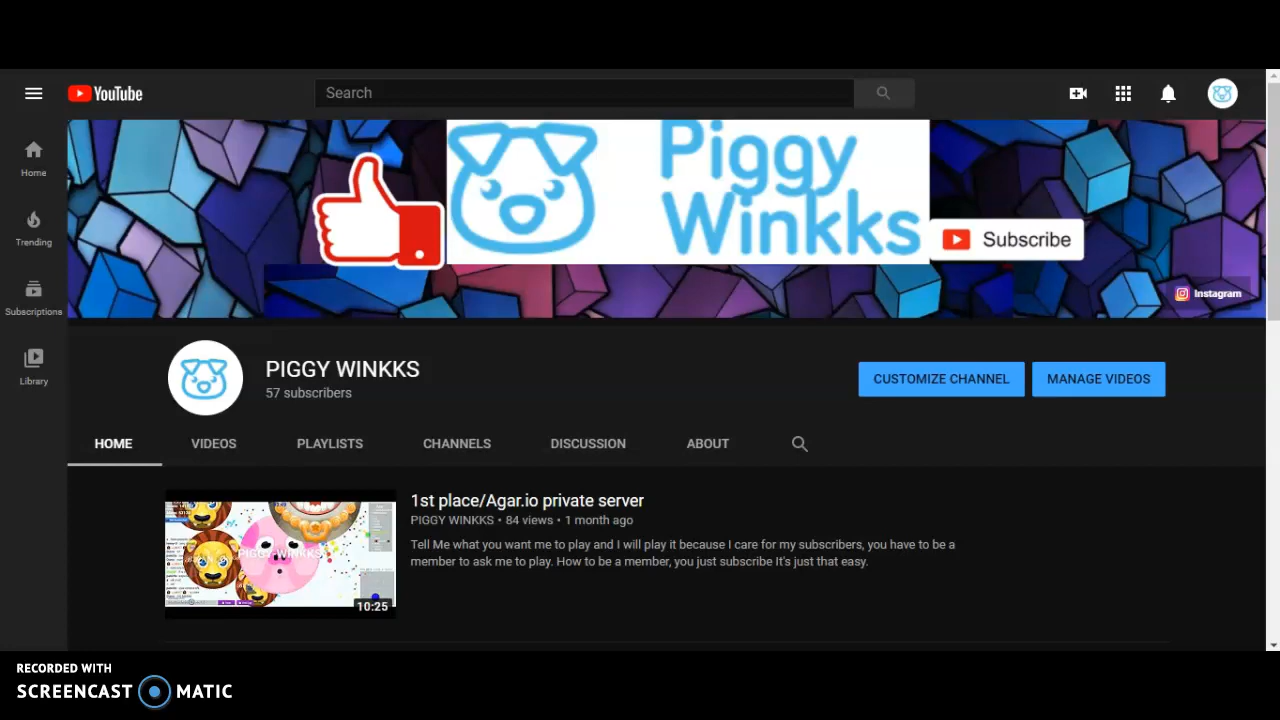 YouTube
Search
Home
Trending
Subscriptions
Library
Piggy
Winkks
Subscribe
Instagram
PIGGY WINKKS
57 subscribers
CUSTOMIZE CHANNEL
MANAGE VIDEOS
HOME VIDEOS PLAYLISTS CHANNELS DISCUSSION ABOUT
PIGGY WINKKS
10:25
1st place/Agar.io private server
PIGGY WINKKS • 84 views • 1 month ago
Tell Me what you want me to play and I will play it because I care for my subscribers, you have to be a
member to ask me to play. How to be a member, you just subscribe It's just that easy.
RECORDED WITH
SCREENCAST MATIC